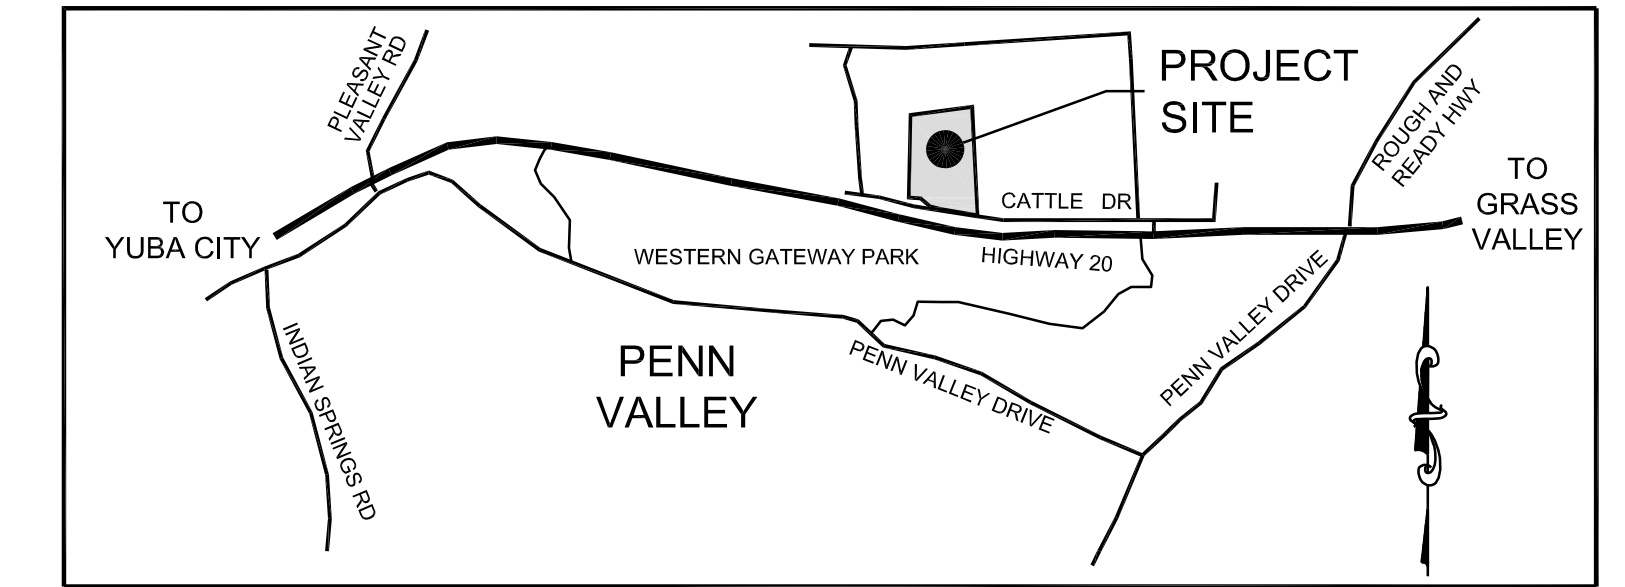 PLEASANT
VALLEY RD
PROJECT
SITE
ROUGH AND
READY HWY
TO
YUBA CITY
CATTLE DR
TO
GRASS
VALLEY
WESTERN GATEWAY PARK
HIGHWAY 20
INDIAN SPRINGS RD
PENN
VALLEY
PENN VALLEY DRIVE
PENN VALLEY DRIVE